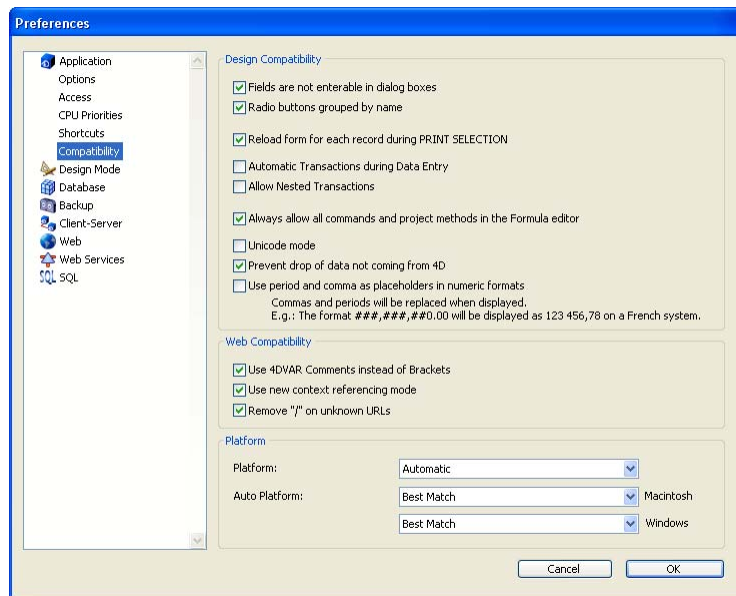 Preferences
Application
Options
Access
CPU Priorities
Shortcuts
Compatibility
Design Mode
Database
Backup
Client-Server
Web
Web Services
SQL SQL
Design Compatibility
Fields are not enterable in dialog boxes
Radio buttons grouped by name
Reload form for each record during PRINT SELECTION
Automatic Transactions during Data Entry
Allow Nested Transactions
Always allow all commands and project methods in the Formula editor
Unicode mode
Prevent drop of data not coming from 4D
Use period and comma as placeholders in numeric formats
Commas and periods will be replaced when displayed.
E.g.: The format ###,###,##0.00 will be displayed as 123 456,78 on a French system.
Web Compatibility
Use 4DVAR Comments instead of Brackets
Use new context referencing mode
Remove "/" on unknown URLs
Platform
Platform: Automatic
Auto Platform: Best Match Macintosh
Best Match Windows
Cancel OK